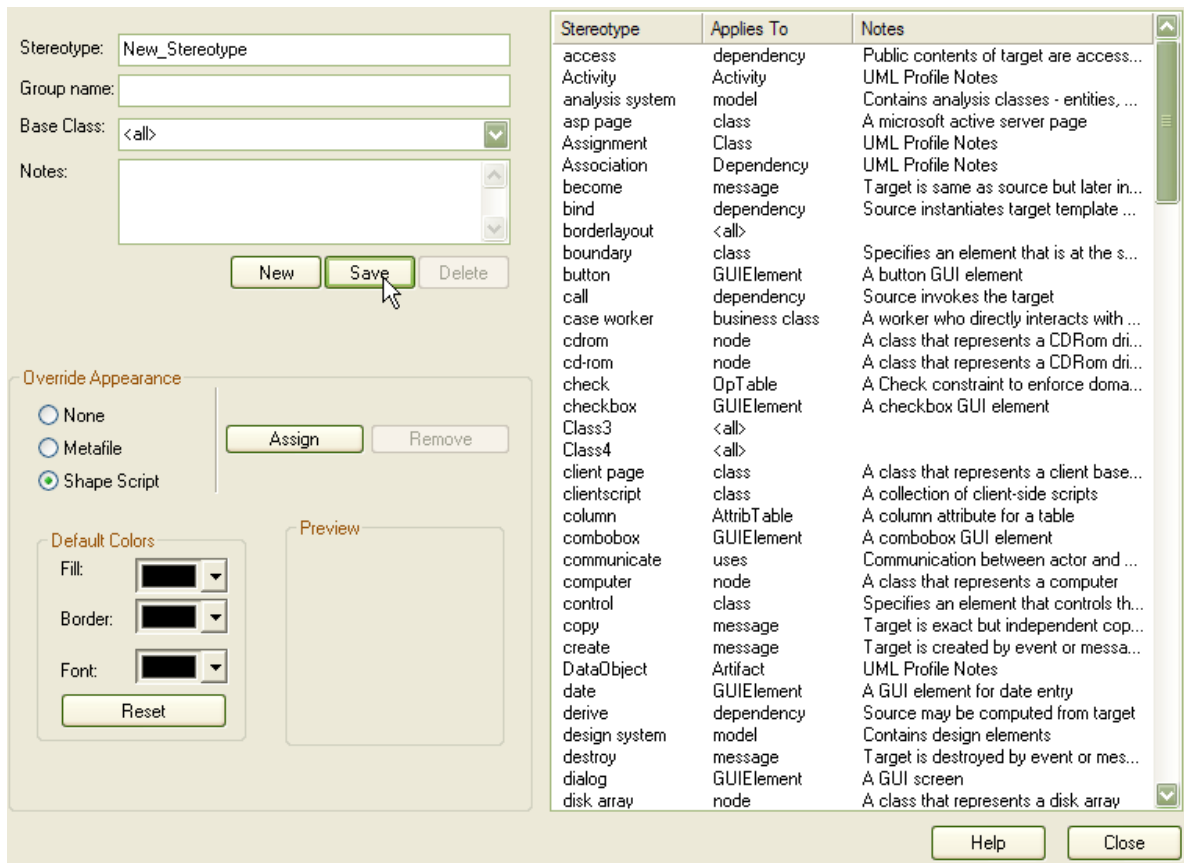 Stereotype: New_Stereotype
Group name:
Base Class: <all>
Notes:
New Save Delete
Override Appearance
None
Metafile
Shape Script
Assign Remove
Default Colors
Fill:
Border:
Font:
Reset
Preview
Stereotype Applies To Notes
access dependency Public contents of target are access...
Activity Activity UML Profile Notes
analysis system model Contains analysis classes - entities, ...
asp page class A microsoft active server page
Assignment Class UML Profile Notes
Association Dependency UML Profile Notes
become message Target is same as source but later in...
bind dependency Source instantiates target template ...
borderlayout <all>
boundary class Specifies an element that is at the s...
button GUIElement A button GUI element
call dependency Source invokes the target
case worker business class A worker who directly interacts with ...
cdrom node A class that represents a CDRom dri...
cd-rom node A class that represents a CDRom dri...
check OpTable A Check constraint to enforce doma...
checkbox GUIElement A checkbox GUI element
Class3 <all>
Class4 <all>
client page class A class that represents a client base...
clientscript class A collection of client-side scripts
column AttribTable A column attribute for a table
combobox GUIElement A combobox GUI element
communicate uses Communication between actor and ...
computer node A class that represents a computer
control class Specifies an element that controls th...
copy message Target is exact but independent cop...
create message Target is created by event or messa...
DataObject Artifact UML Profile Notes
date GUIElement A GUI element for date entry
derive dependency Source may be computed from target
design system model Contains design elements
destroy message Target is destroyed by event or mes...
dialog GUIElement A GUI screen
disk array node A class that represents a disk array
Help Close